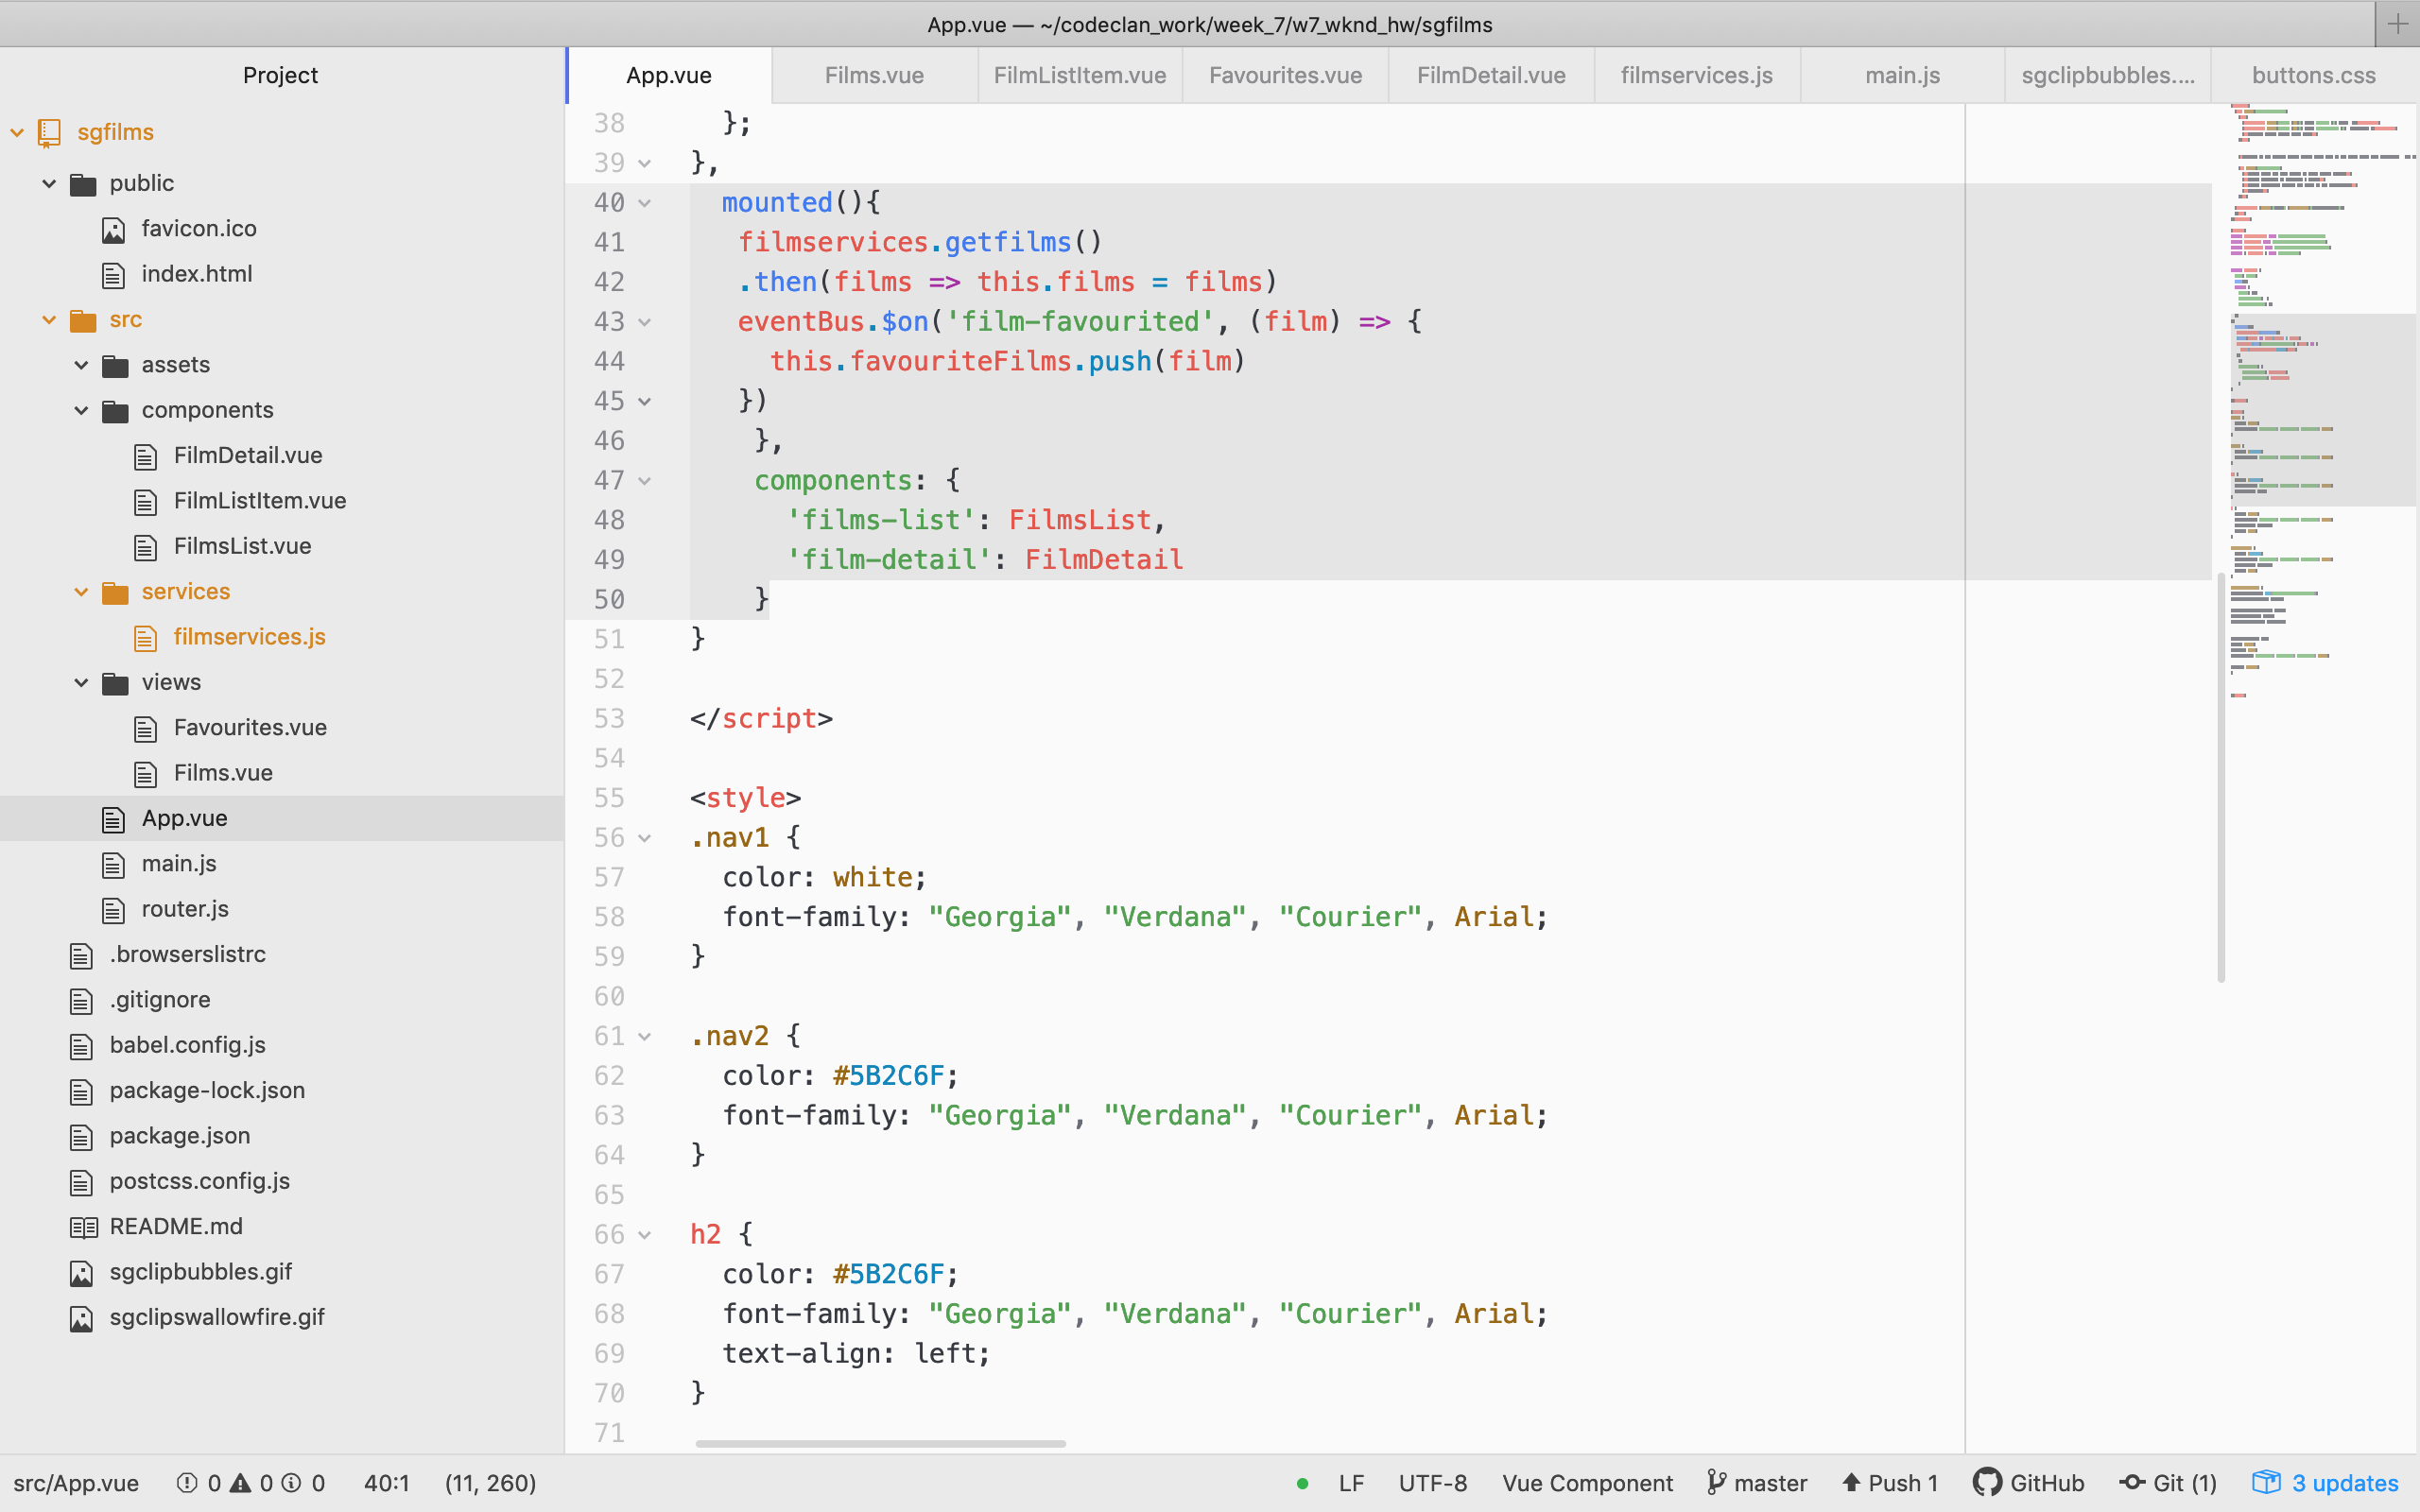 App.vue — ~/codeclan_work/week_7/w7_wknd_hw/sgfilms
Project
sgfilms
public
favicon.ico
index.html
src
assets
components
FilmDetail.vue
FilmListItem.vue
FilmsList.vue
services
filmservices.js
views
Favourites.vue
Films.vue
App.vue
main.js
router.js
.browserslistrc
.gitignore
babel.config.js
package-lock.json
package.json
postcss.config.js
README.md
sgclipbubbles.gif
sgclipswallowfire.gif
App.vue Films.vue FilmListItem.vue Favourites.vue FilmDetail.vue filmservices.js main.js sgclipbubbles.... buttons.css
38 };
39 },
40 mounted(){
41 filmservices.getfilms()
42 .then(films => this.films = films)
43 eventBus.$on('film-favourited', (film) => {
44 this.favouriteFilms.push(film)
45 })
46 },
47 components: {
48 'films-list': FilmsList,
49 'film-detail': FilmDetail
50 }
51 }
52
53 </script>
54
55 <style>
56 .nav1 {
57 color: white;
58 font-family: "Georgia", "Verdana", "Courier", Arial;
59 }
60
61 .nav2 {
62 color: #5B2C6F;
63 font-family: "Georgia", "Verdana", "Courier", Arial;
64 }
65
66 h2 {
67 color: #5B2C6F;
68 font-family: "Georgia", "Verdana", "Courier", Arial;
69 text-align: left;
70 }
71
src/App.vue 0 0 0 40:1 (11, 260) LF UTF-8 Vue Component master Push 1 GitHub Git (1) 3 updates